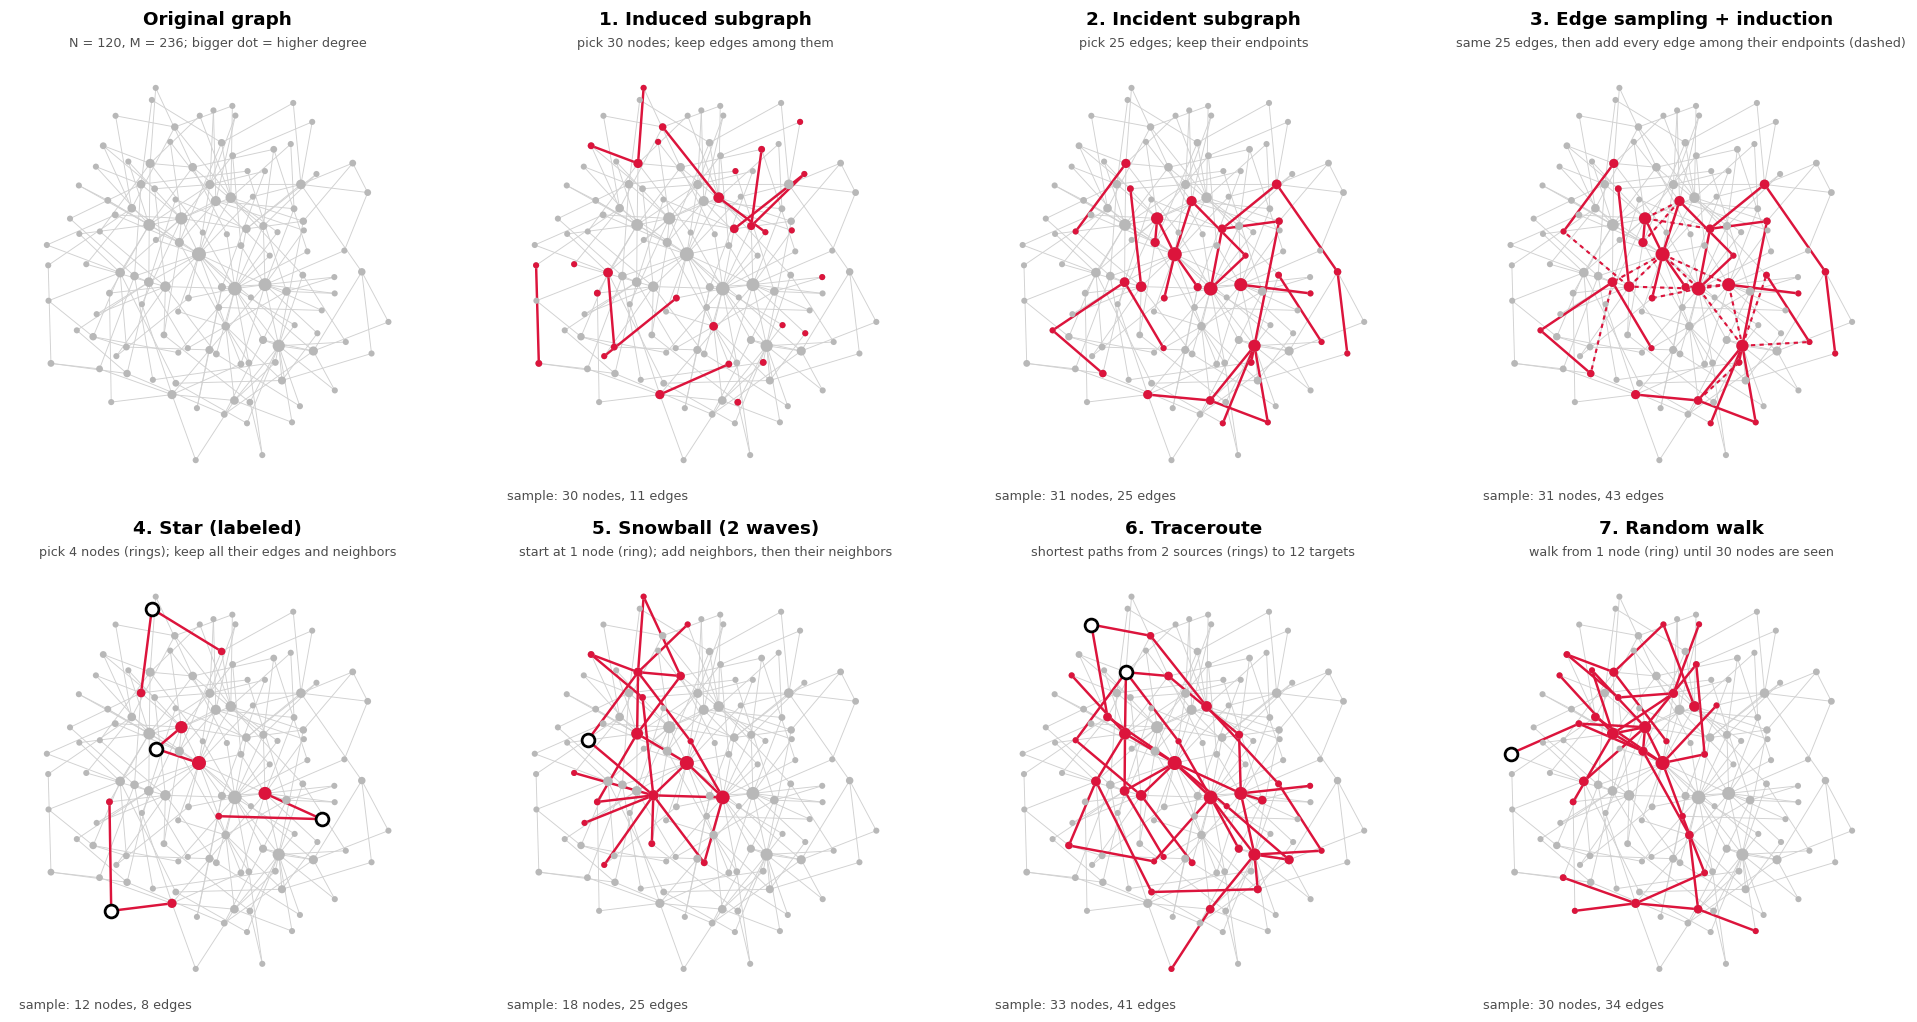 Original graph
N = 120, M = 236; bigger dot = higher degree
1. Induced subgraph
pick 30 nodes; keep edges among them
sample: 30 nodes, 11 edges
2. Incident subgraph
pick 25 edges; keep their endpoints
sample: 31 nodes, 25 edges
3. Edge sampling + induction
same 25 edges, then add every edge among their endpoints (dashed)
sample: 31 nodes, 43 edges
4. Star (labeled)
pick 4 nodes (rings); keep all their edges and neighbors
sample: 12 nodes, 8 edges
5. Snowball (2 waves)
start at 1 node (ring); add neighbors, then their neighbors
sample: 18 nodes, 25 edges
6. Traceroute
shortest paths from 2 sources (rings) to 12 targets
sample: 33 nodes, 41 edges
7. Random walk
walk from 1 node (ring) until 30 nodes are seen
sample: 30 nodes, 34 edges